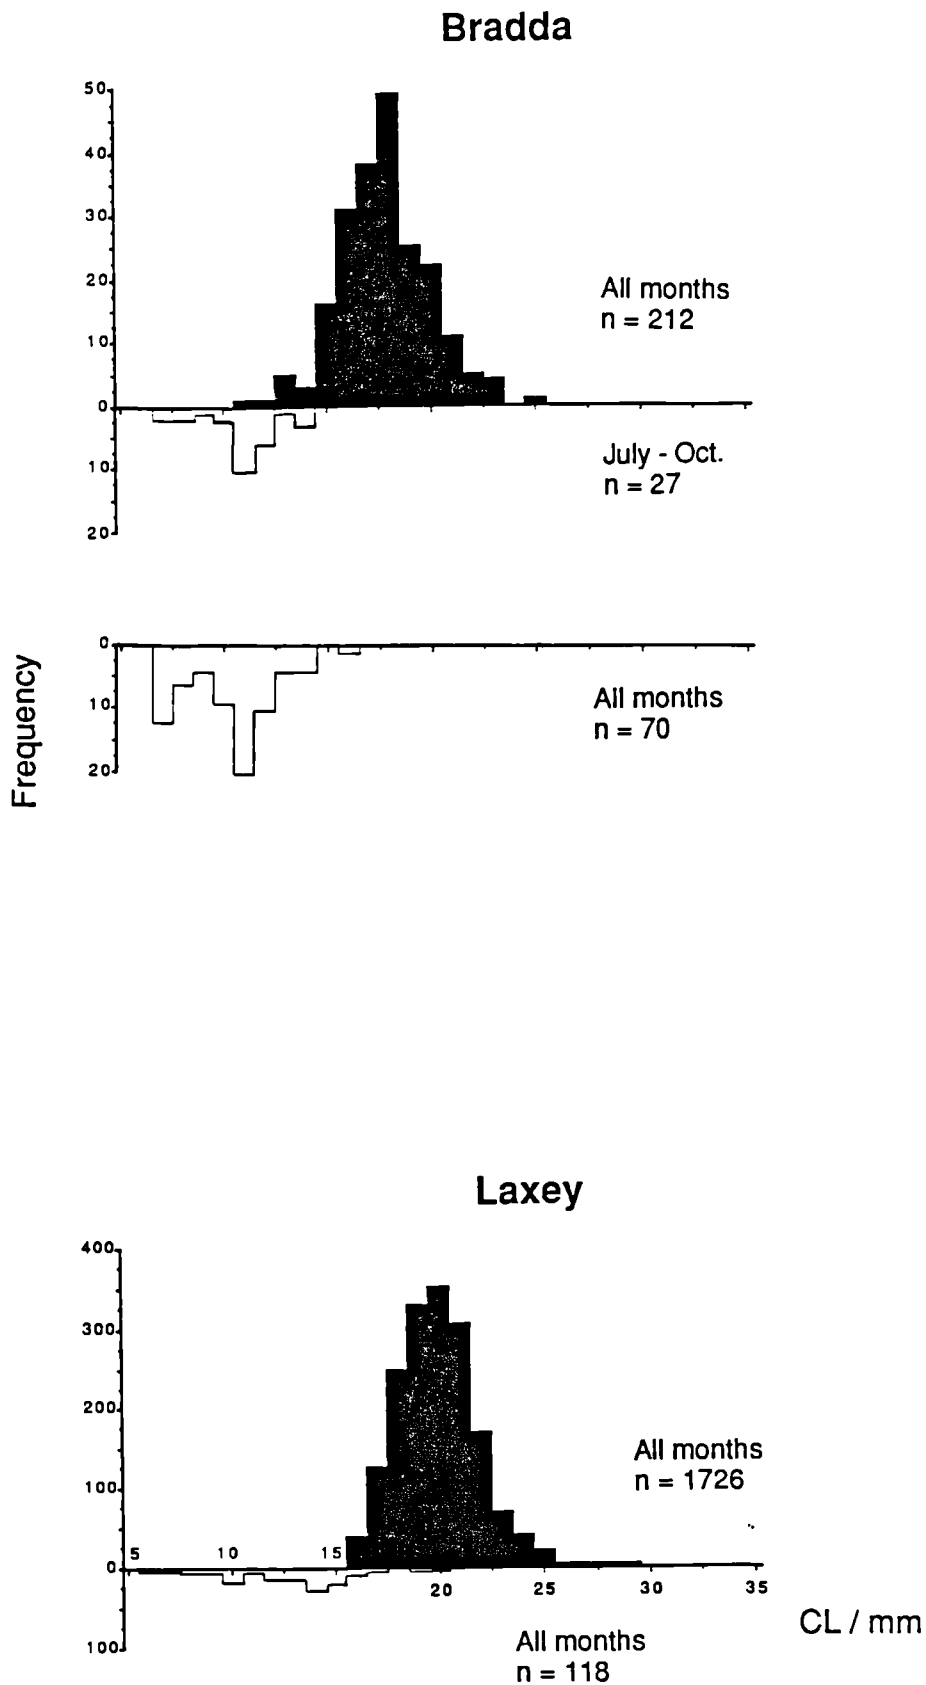 Bradda
50
40
30
20
10
0
10
20
All months
n = 212
July - Oct.
n = 27
0
10
20
All months
n = 70
Frequency
Laxey
400
300
200
100
0
100
5 10 15
20 25 30 35
All months
n = 1726
CL / mm
All months
n = 118